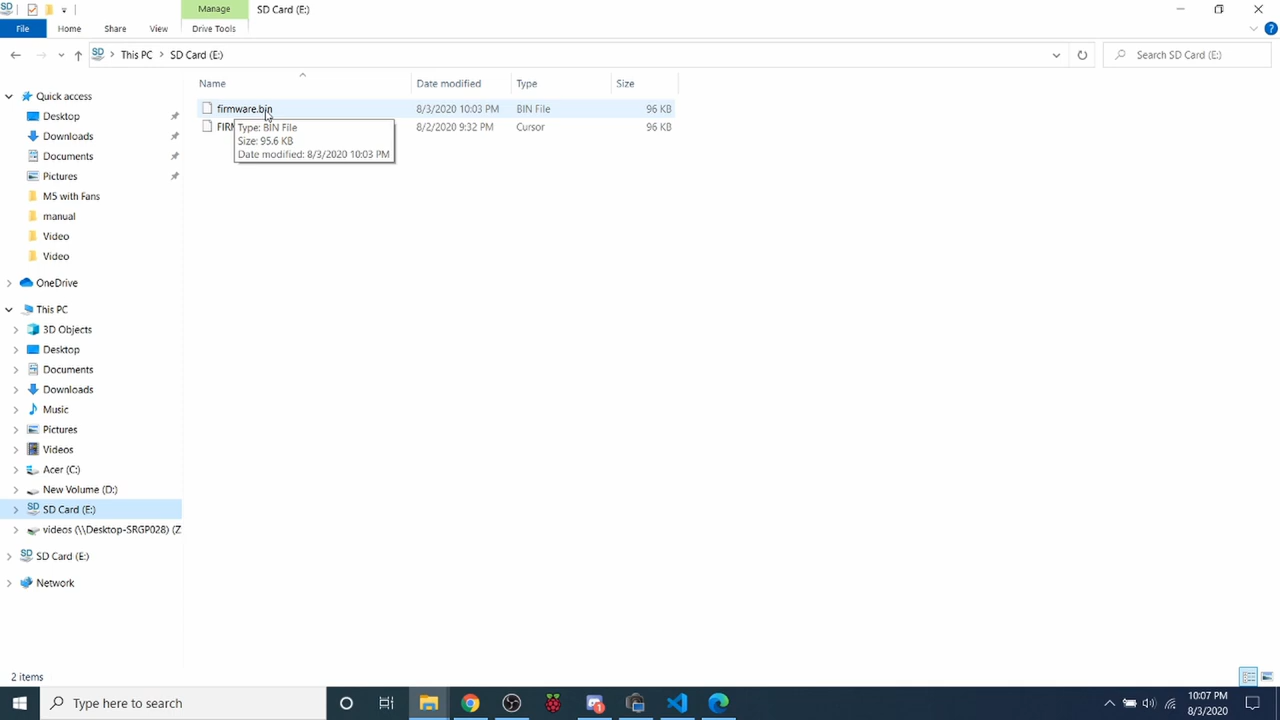 Manage
SD Card (E:)
File
Home
Share
View
Drive Tools
This PC
SD Card (E:)
Search SD Card (E:)
Name
Date modified
Type
Size
firmware.bin
8/3/2020 10:03 PM
BIN File
96 KB
FIRM
8/2/2020 9:32 PM
Cursor
96 KB
Type: BIN File
Size: 95.6 KB
Date modified: 8/3/2020 10:03 PM
Quick access
Desktop
Downloads
Documents
Pictures
M5 with Fans
manual
Video
Video
OneDrive
This PC
3D Objects
Desktop
Documents
Downloads
Music
Pictures
Videos
Acer (C:)
New Volume (D:)
SD Card (E:)
videos (\\Desktop-SRGP028) (Z
SD Card (E:)
Network
2 items
Type here to search
10:07 PM
8/3/2020